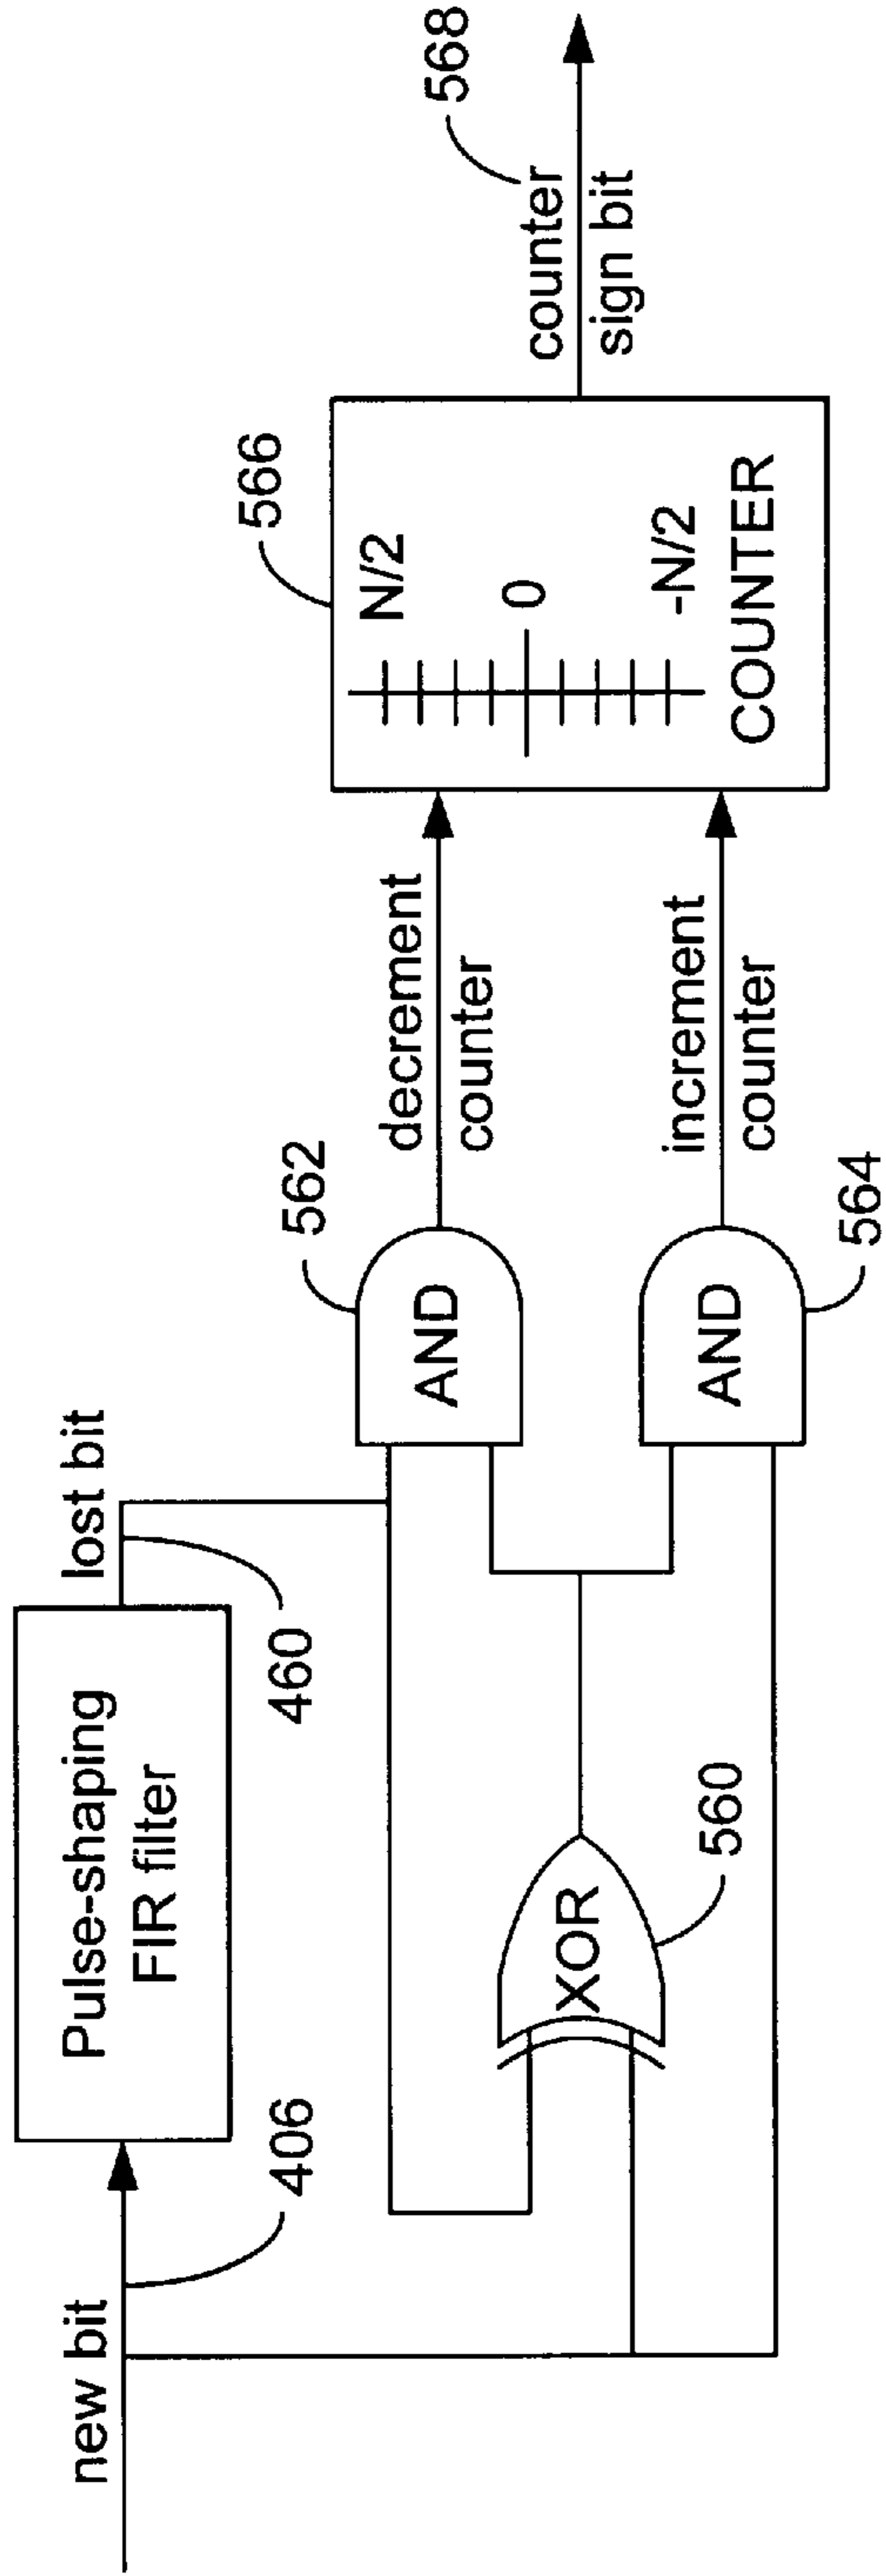 new bit
406
Pulse-shaping
FIR filter
lost bit
460
XOR
560
AND
562
AND
564
decrement
counter
increment
counter
566
N/2
0
-N/2
COUNTER
counter
sign bit
568